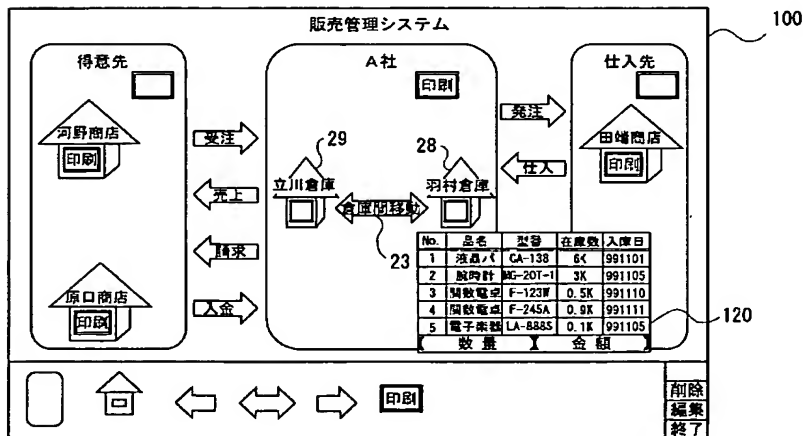 販売管理システム
100
得意先
河野商店
印刷
原口商店
印刷
受注
売上
請求
入金
A社
印刷
29
28
立川倉庫
羽村倉庫
倉庫間移動
23
発注
仕入
仕入先
田端商店
印刷
No. 品名 型番 在庫数 入庫日
1 液晶パ CA-138 6K 991101
2 腕時計 MG-20T-1 3K 991105
3 関数電卓 F-123W 0.5K 991110
4 関数電卓 F-245A 0.9K 991111
5 電子楽器 LA-888S 0.1K 991105
数量 金額
120
印刷
削除
編集
終了